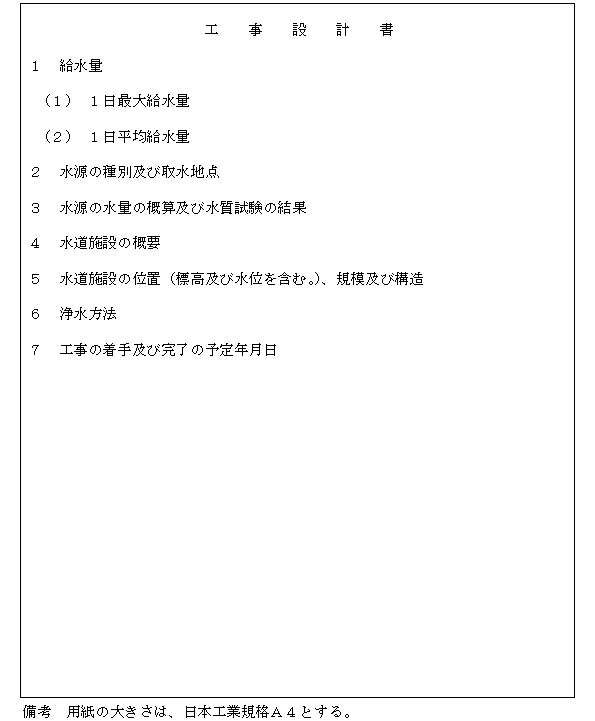 工　事　設　計　書
１　給水量
（１）　１日最大給水量
（２）　１日平均給水量
２　水源の種別及び取水地点
３　水源の水量の概算及び水質試験の結果
４　水道施設の概要
５　水道施設の位置（標高及び水位を含む。）、規模及び構造
６　浄水方法
７　工事の着手及び完了の予定年月日
備考　用紙の大きさは、日本工業規格Ａ４とする。